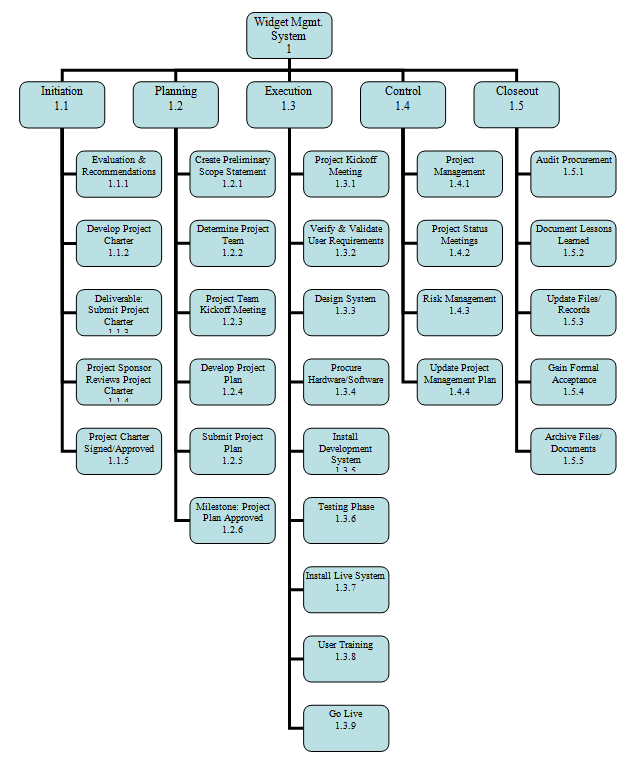 Widget Mgmt.
System
1
Initiation
1.1
Planning
1.2
Execution
1.3
Control
1.4
Closeout
1.5
Evaluation &
Recommendations
1.1.1
Develop Project
Charter
1.1.2
Deliverable:
Submit Project
Charter
1.1.3
Project Sponsor
Reviews Project
Charter
1.1.4
Project Charter
Signed/Approved
1.1.5
Create Preliminary
Scope Statement
1.2.1
Determine Project
Team
1.2.2
Project Team
Kickoff Meeting
1.2.3
Develop Project
Plan
1.2.4
Submit Project
Plan
1.2.5
Milestone: Project
Plan Approved
1.2.6
Project Kickoff
Meeting
1.3.1
Verify & Validate
User Requirements
1.3.2
Design System
1.3.3
Procure
Hardware/Software
1.3.4
Install
Development
System
1.3.5
Testing Phase
1.3.6
Install Live System
1.3.7
User Training
1.3.8
Go Live
1.3.9
Project
Management
1.4.1
Project Status
Meetings
1.4.2
Risk Management
1.4.3
Update Project
Management Plan
1.4.4
Audit Procurement
1.5.1
Document Lessons
Learned
1.5.2
Update Files/
Records
1.5.3
Gain Formal
Acceptance
1.5.4
Archive Files/
Documents
1.5.5